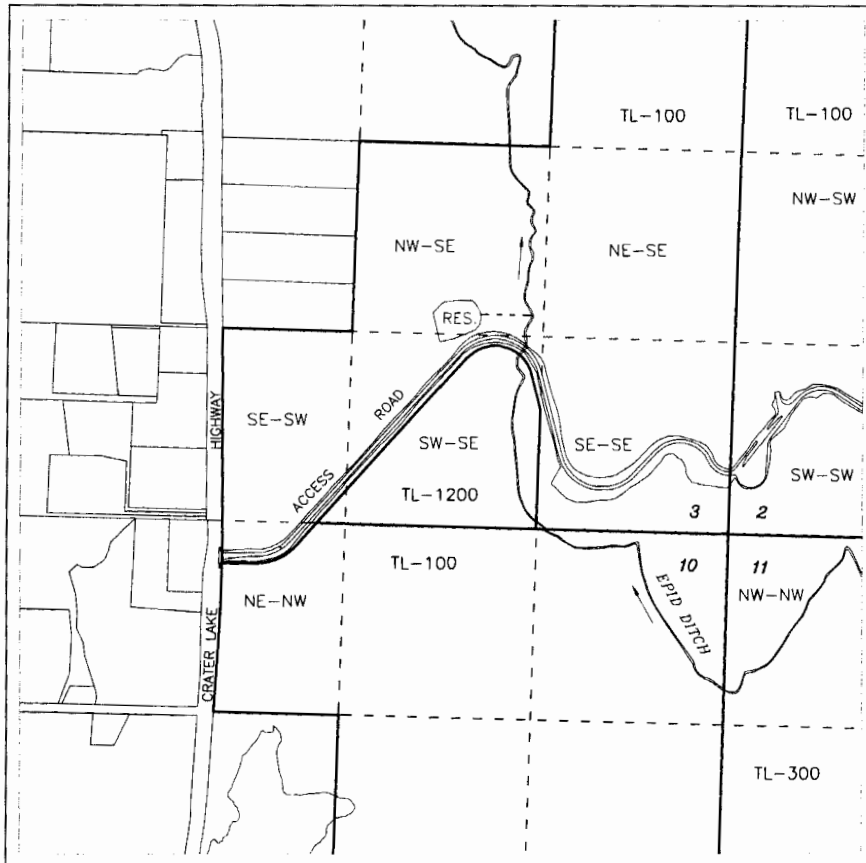 TL-100 TL-100
NW-SW
NW-SE NE-SE
RES.
HIGHWAY SE-SW ROAD
SW-SE SE-SE SW-SW
ACCESS TL-1200
3 2
TL-100 10 11
NE-NW EPID DITCH NW-NW
CRATER LAKE
TL-300